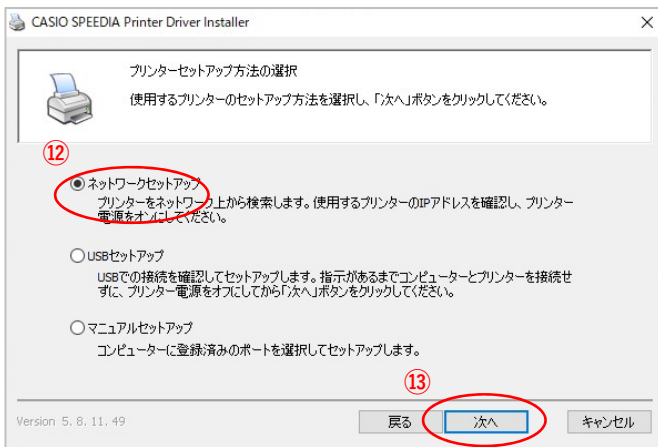 CASIO SPEEDIA Printer Driver Installer
プリンターセットアップ方法の選択
使用するプリンターのセットアップ方法を選択し、「次へ」ボタンをクリックしてください。
⑫
ネットワークセットアップ
プリンターをネットワーク上から検索します。使用するプリンターのIPアドレスを確認し、プリンター
電源をオンにしてください。
USBセットアップ
USBでの接続を確認してセットアップします。指示があるまでコンピューターとプリンターを接続せ
ずに、プリンター電源をオフにしてから「次へ」ボタンをクリックしてください。
マニュアルセットアップ
コンピューターに登録済みのポートを選択してセットアップします。
⑬
Version 5.8.11.49
戻る
次へ
キャンセル